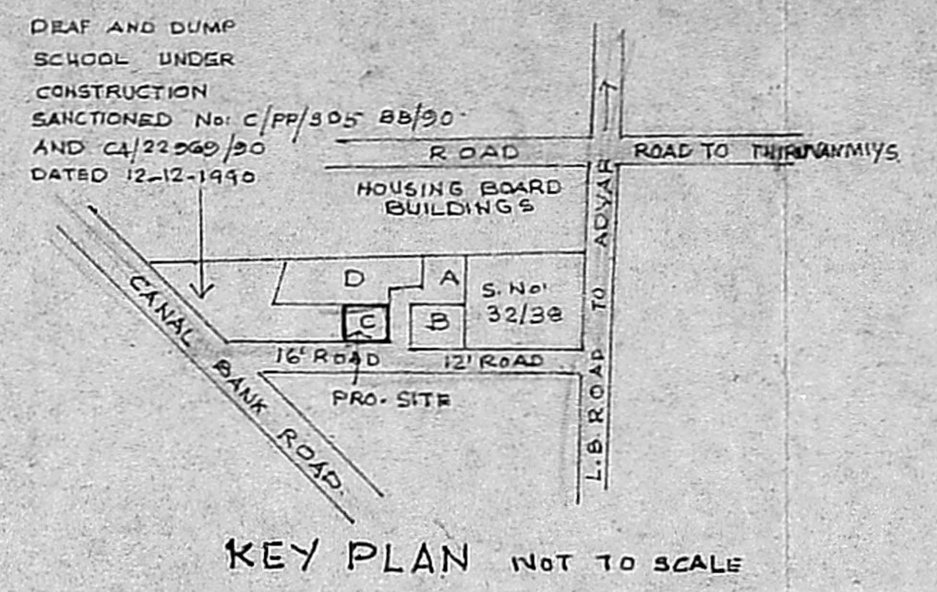 DEAF AND DUMP
SCHOOL UNDER
CONSTRUCTION
SANCTIONED No: C/PP/305 BB/90
AND C4/22969/90
DATED 12-12-1990
ROAD
ROAD TO THIRUVANMIYS.
HOUSING BOARD
BUILDINGS
D
A
S. No:
32/38
C
B
16' ROAD
12' ROAD
PRO. SITE
CANAL BANK ROAD.
L.B. ROAD TO ADYAR
KEY PLAN NOT TO SCALE